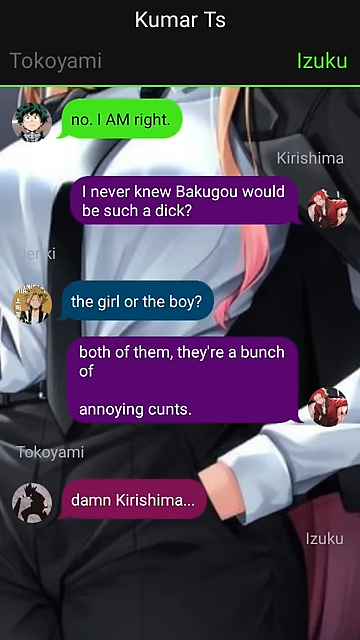 Kumar Ts
Tokoyami
Izuku
no. I AM right.
Kirishima
I never knew Bakugou would
be such a dick?
enki
the girl or the boy?
both of them, they're a bunch
of
annoying cunts.
Tokoyami
damn Kirishima...
Izuku